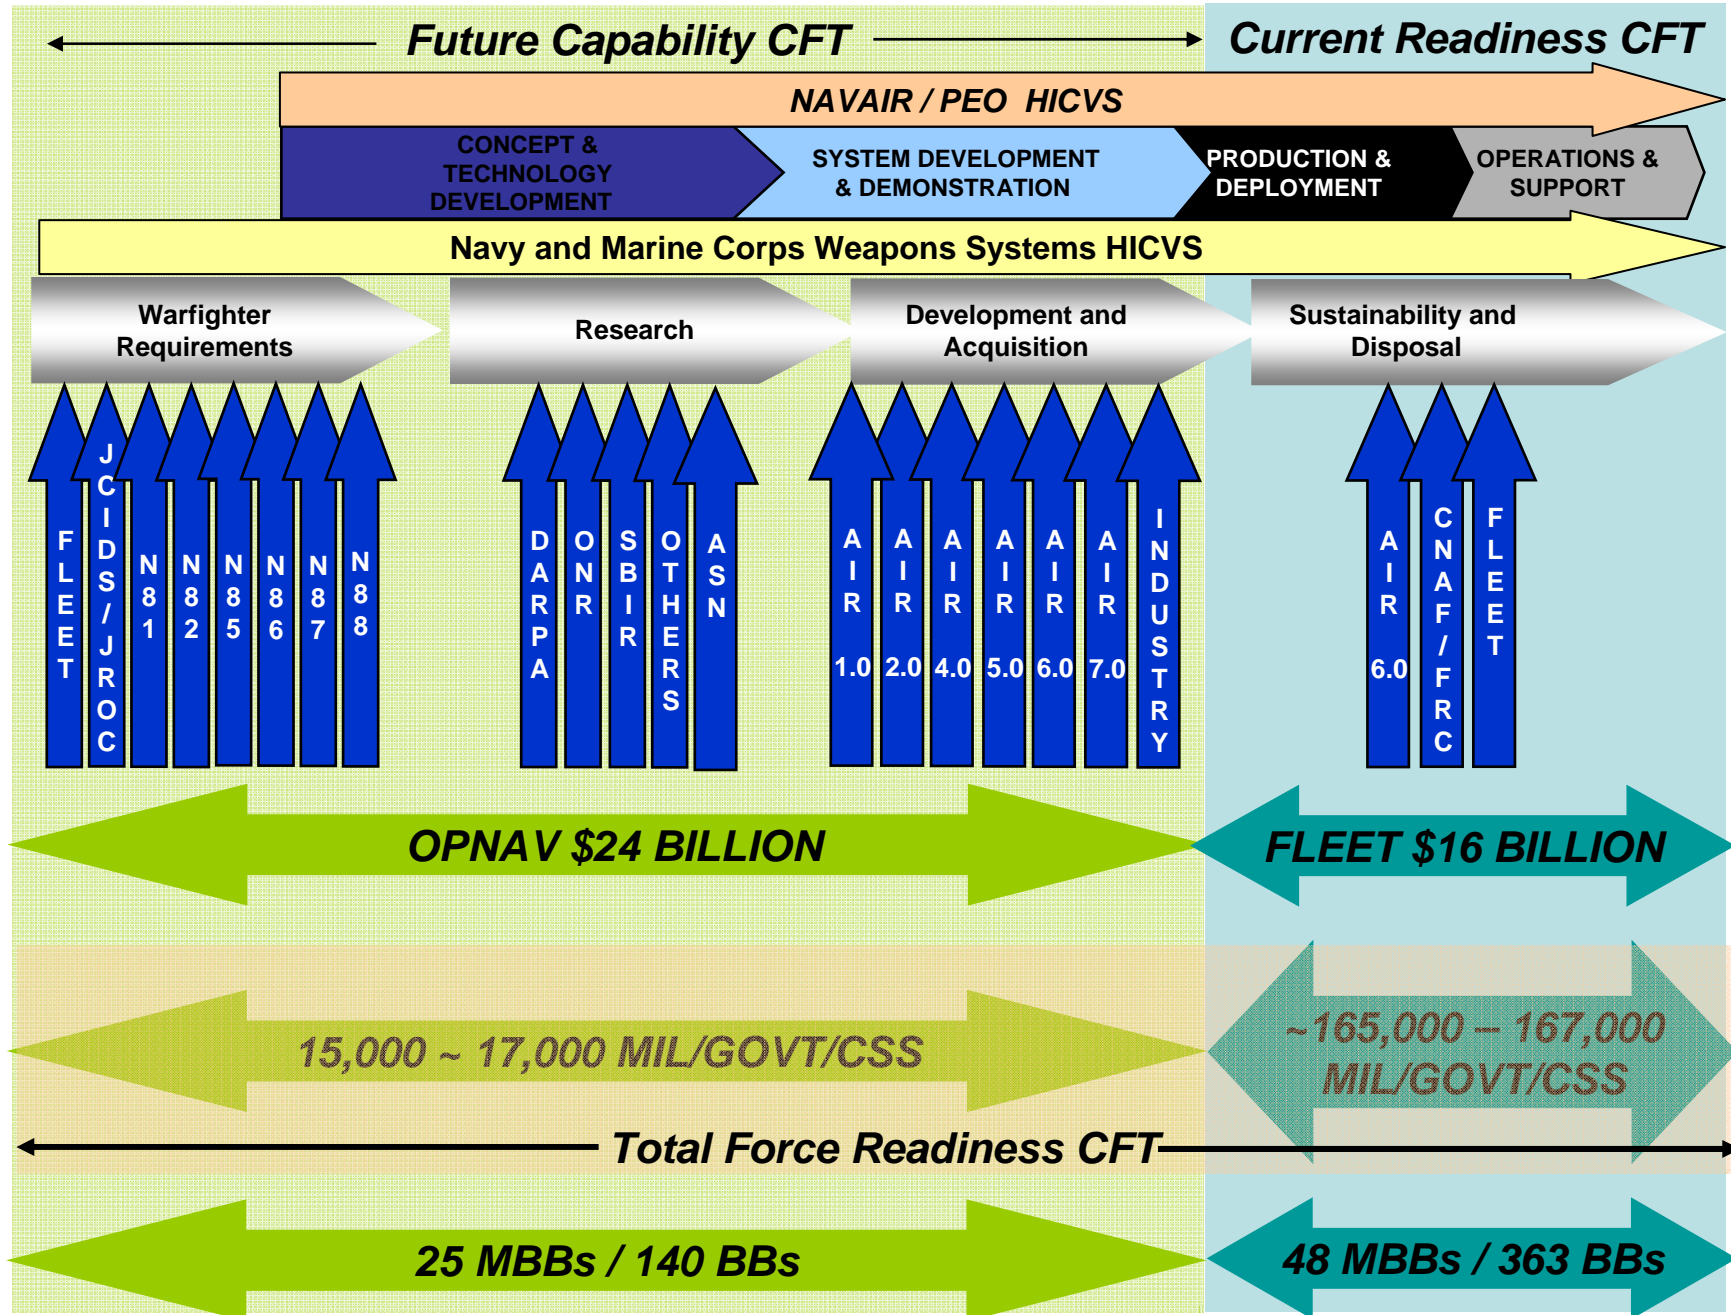 Future Capability CFT
Current Readiness CFT
NAVAIR / PEO HICVS
CONCEPT &
TECHNOLOGY
DEVELOPMENT
SYSTEM DEVELOPMENT
& DEMONSTRATION
PRODUCTION &
DEPLOYMENT
OPERATIONS &
SUPPORT
Navy and Marine Corps Weapons Systems HICVS
Warfighter
Requirements
Research
Development and
Acquisition
Sustainability and
Disposal
FLEET
JCIDS/JROC
N81
N82
N85
N86
N87
N88
DARPA
ONR
SBIR
OTHERS
ASN
AIR 1.0
AIR 2.0
AIR 4.0
AIR 5.0
AIR 6.0
AIR 7.0
INDUSTRY
AIR 6.0
CNAF/FRC
FLEET
OPNAV $24 BILLION
FLEET $16 BILLION
15,000 ~ 17,000 MIL/GOVT/CSS
~165,000 – 167,000
MIL/GOVT/CSS
Total Force Readiness CFT
25 MBBs / 140 BBs
48 MBBs / 363 BBs